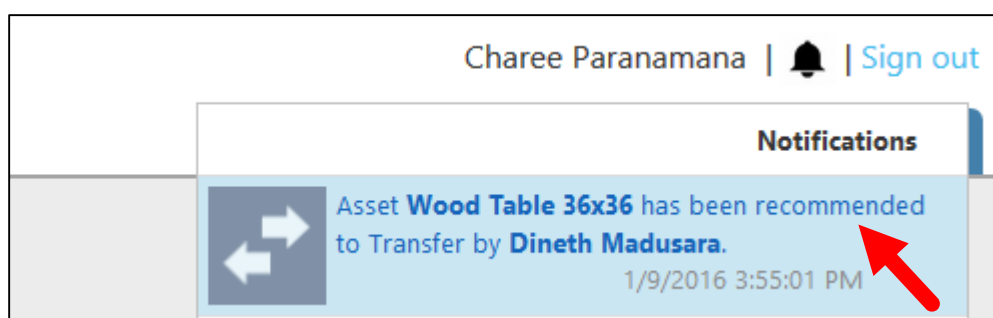 Charee Paranamana | | Sign out
Notifications
Asset Wood Table 36x36 has been recommended
to Transfer by Dineth Madusara.
1/9/2016 3:55:01 PM